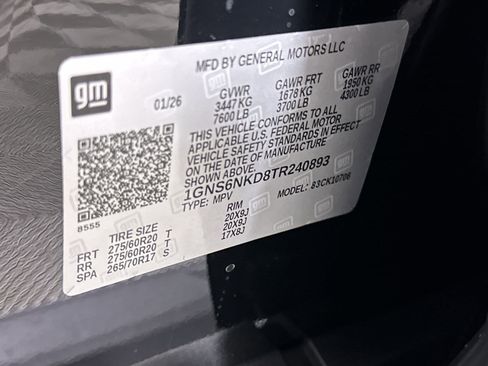 MFD BY GENERAL MOTORS LLC
gm
01/26
GVWR GAWR FRT GAWR RR
3447 KG 1678 KG 1950 KG
7600 LB 3700 LB 4300 LB
THIS VEHICLE CONFORMS TO ALL
APPLICABLE U.S. FEDERAL MOTOR
VEHICLE SAFETY STANDARDS IN EFFECT
ON THE DATE OF MANUFACTURE
SHOWN ABOVE.
1GNS6NKD8TR240893
TYPE: MPV MODEL: 83CK10706
8555
TIRE SIZE RIM
FRT 275/60R20 T 20X9J
RR 275/60R20 T 20X9J
SPA 265/70R17 S 17X8J